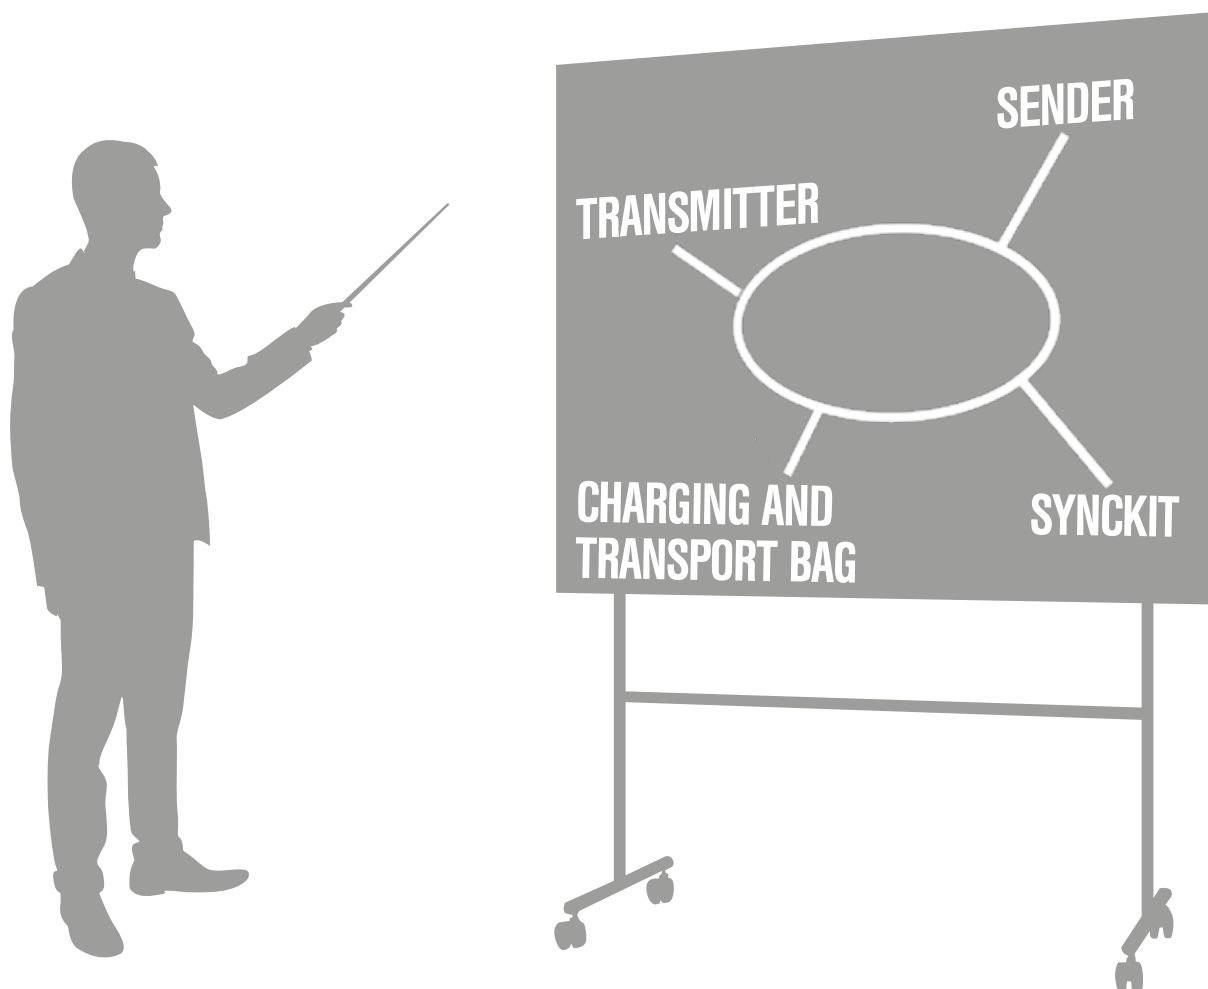 SENDER
TRANSMITTER
CHARGING AND
TRANSPORT BAG
SYNCKIT